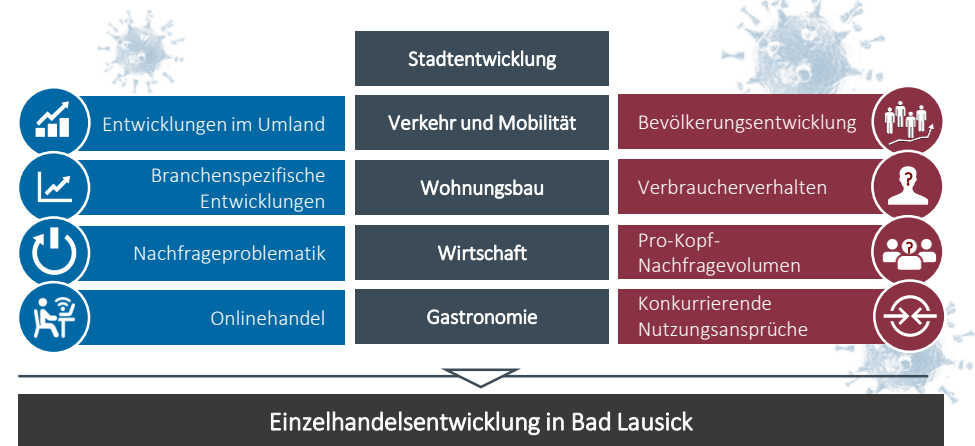 Stadtentwicklung
Entwicklungen im Umland
Verkehr und Mobilität
Bevölkerungsentwicklung
Branchenspezifische
Entwicklungen
Wohnungsbau
Verbraucherverhalten
Nachfrageproblematik
Wirtschaft
Pro-Kopf-
Nachfragevolumen
Onlinehandel
Gastronomie
Konkurrierende
Nutzungsansprüche
Einzelhandelsentwicklung in Bad Lausick